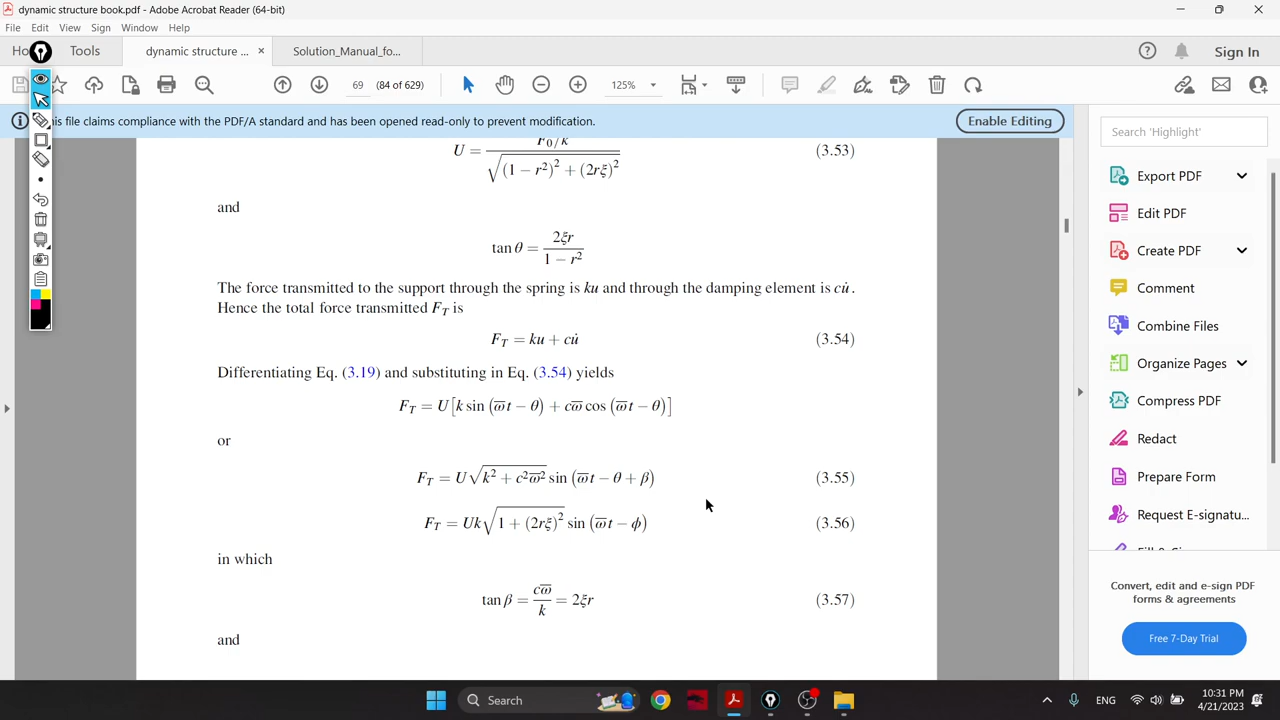 dynamic structure book.pdf - Adobe Acrobat Reader (64-bit)
File Edit View Sign Window Help
Ho
Tools
dynamic structure ... ×
Solution_Manual_fo...
Sign In
69 (84 of 629)
125%
is file claims compliance with the PDF/A standard and has been opened read-only to prevent modification.
Enable Editing
U = F₀/k / √((1 − r²)² + (2rξ)²) (3.53)
and
tan θ = 2ξr / (1 − r²)
The force transmitted to the support through the spring is ku and through the damping element is cu̇.
Hence the total force transmitted F_T is
F_T = ku + cu̇ (3.54)
Differentiating Eq. (3.19) and substituting in Eq. (3.54) yields
F_T = U[k sin (ω̅t − θ) + cω̅ cos (ω̅t − θ)]
or
F_T = U√(k² + c²ω̅²) sin (ω̅t − θ + β) (3.55)
F_T = Uk√(1 + (2rξ)²) sin (ω̅t − ϕ) (3.56)
in which
tan β = cω̅/k = 2ξr (3.57)
and
Search 'Highlight'
Export PDF
Edit PDF
Create PDF
Comment
Combine Files
Organize Pages
Compress PDF
Redact
Prepare Form
Request E-signatu...
Convert, edit and e-sign PDF
forms & agreements
Free 7-Day Trial
Search
ENG
10:31 PM
4/21/2023